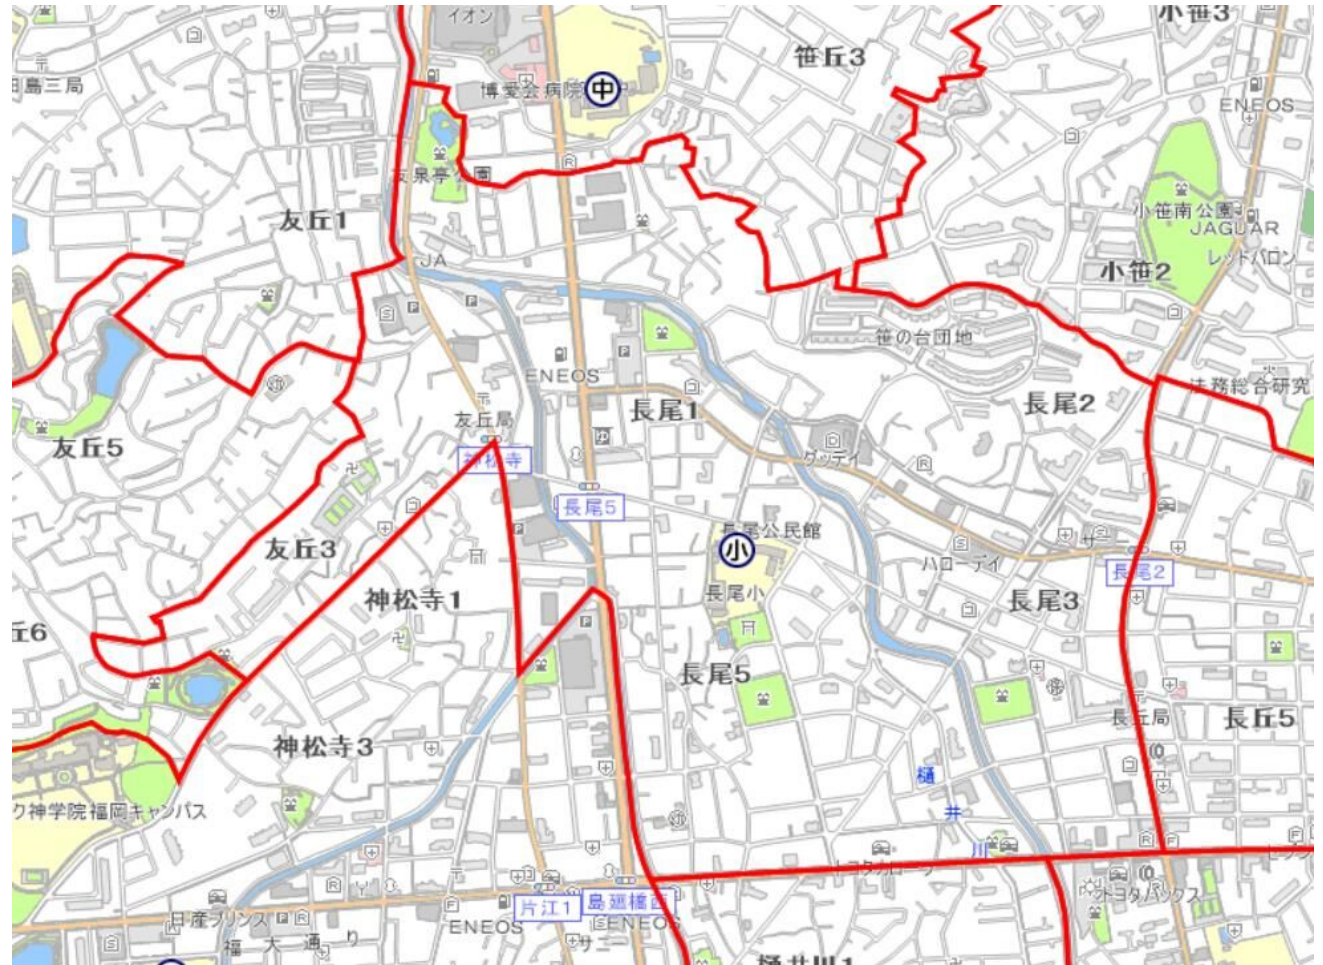 イオン
小笹3
笹丘3
島三局
博愛会病院
中
ENEOS
友泉亭公園
友丘1
小笹南公園
JAGUAR
レッドバロン
JA
小笹2
笹の台団地
ENEOS
法務総合研究
長尾1
長尾2
友丘局
友丘5
神松寺
グッデイ
長尾5
長尾公民館
小
サニー
友丘3
ハローデイ
長尾2
長尾小
神松寺1
長尾3
丘6
長尾5
長丘局
長丘5
神松寺3
樋
井
川
ク神学院福岡キャンパス
トヨタカローラ
片江1
島廻橋西
トヨタバックス
日産プリンス
ENEOS
ENEOS
サニー
福大通り
樋井川1